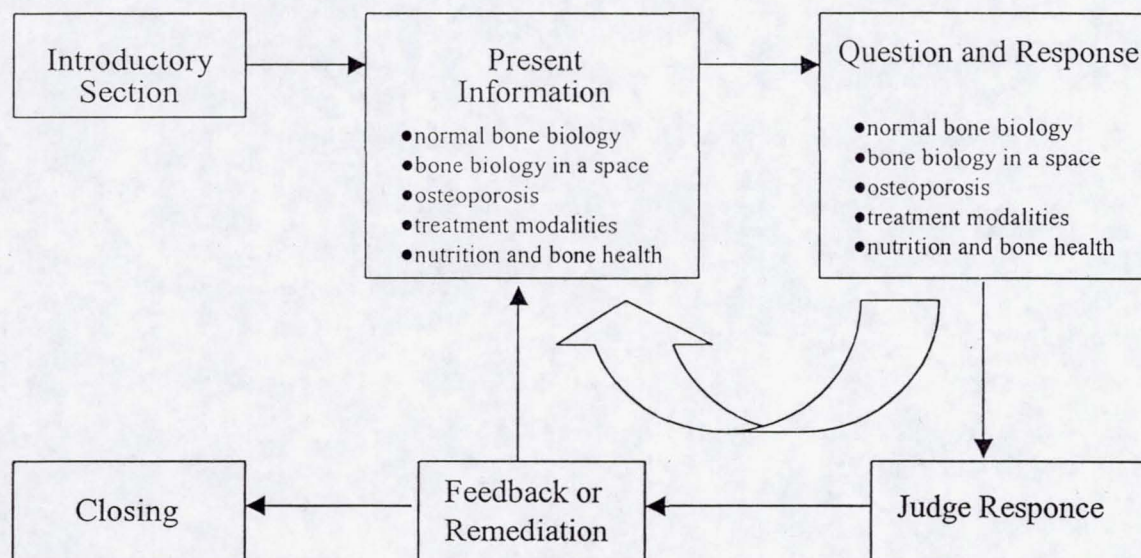 Introductory
Section
Present
Information
●normal bone biology
●bone biology in a space
●osteoporosis
●treatment modalities
●nutrition and bone health
Question and Response
●normal bone biology
●bone biology in a space
●osteoporosis
●treatment modalities
●nutrition and bone health
Judge Responce
Feedback or
Remediation
Closing